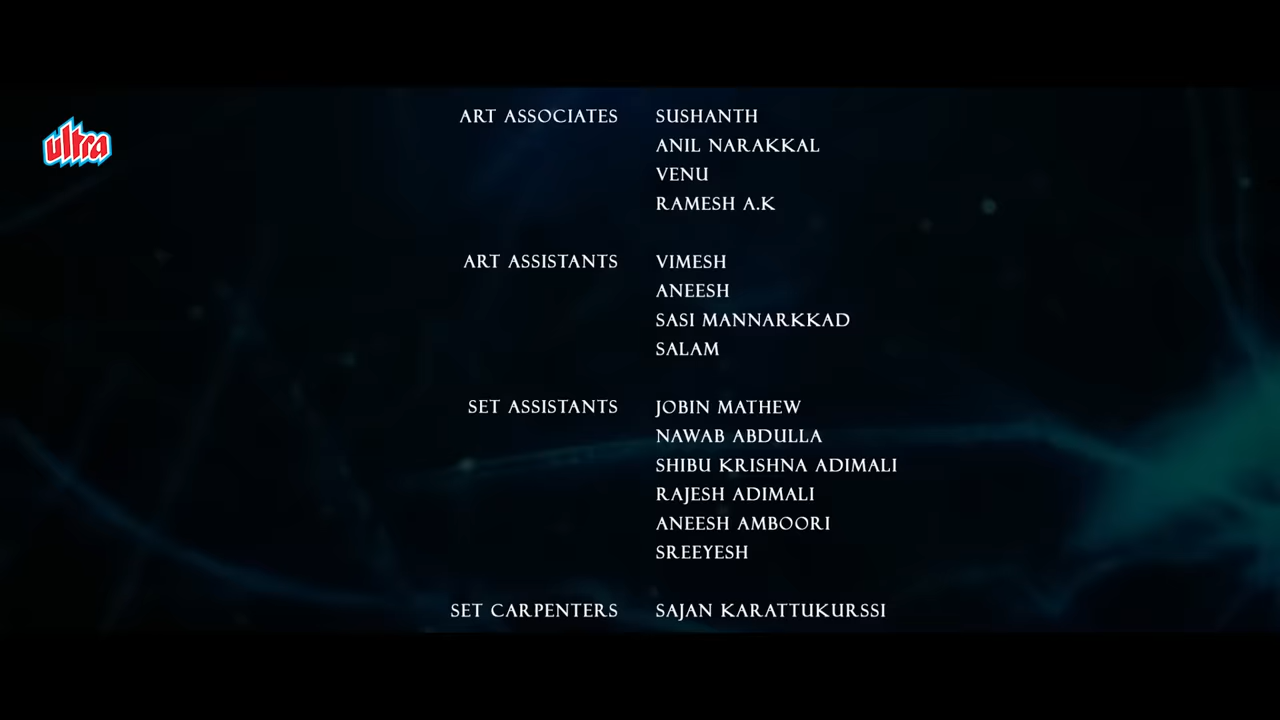 ultra
ART ASSOCIATES SUSHANTH
ANIL NARAKKAL
VENU
RAMESH A.K
ART ASSISTANTS VIMESH
ANEESH
SASI MANNARKKAD
SALAM
SET ASSISTANTS JOBIN MATHEW
NAWAB ABDULLA
SHIBU KRISHNA ADIMALI
RAJESH ADIMALI
ANEESH AMBOORI
SREEYESH
SET CARPENTERS SAJAN KARATTUKURSSI